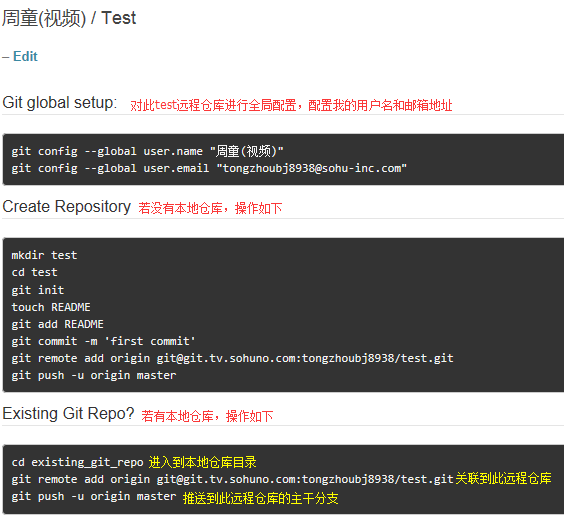 周童(视频) / Test
– Edit
Git global setup: 对此test远程仓库进行全局配置，配置我的用户名和邮箱地址
git config --global user.name "周童(视频)"
git config --global user.email "tongzhoubj8938@sohu-inc.com"
Create Repository 若没有本地仓库，操作如下
mkdir test
cd test
git init
touch README
git add README
git commit -m 'first commit'
git remote add origin git@git.tv.sohuno.com:tongzhoubj8938/test.git
git push -u origin master
Existing Git Repo? 若有本地仓库，操作如下
cd existing_git_repo 进入到本地仓库目录
git remote add origin git@git.tv.sohuno.com:tongzhoubj8938/test.git 关联到此远程仓库
git push -u origin master 推送到此远程仓库的主干分支